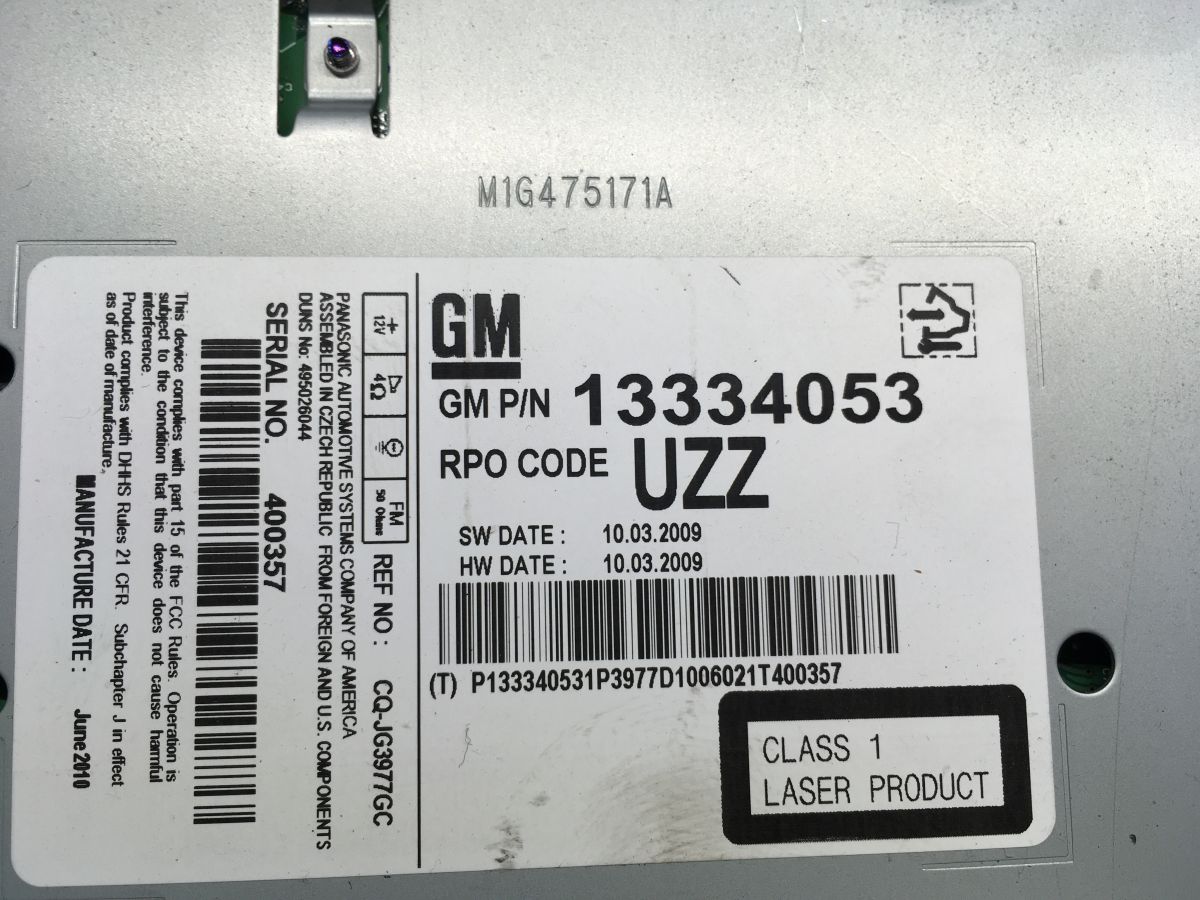 M1G475171A
GM
GM P/N 13334053
RPO CODE UZZ
SW DATE : 10.03.2009
HW DATE : 10.03.2009
(T) P133340531P3977D1006021T400357
CLASS 1
LASER PRODUCT
+ 12V
4Ω
FM
50 Ohms
REF NO : CQ-JG3977GC
PANASONIC AUTOMOTIVE SYSTEMS COMPANY OF AMERICA
ASSEMBLED IN CZECH REPUBLIC FROM FOREIGN AND U.S. COMPONENTS
DUNS No: 495026044
SERIAL NO. 400357
This device complies with part 15 of the FCC Rules. Operation is
subject to the condition that this device does not cause harmful
interference.
Product complies with DHHS Rules 21 CFR. Subchapter J in effect
as of date of manufacture.
MANUFACTURE DATE : June2010